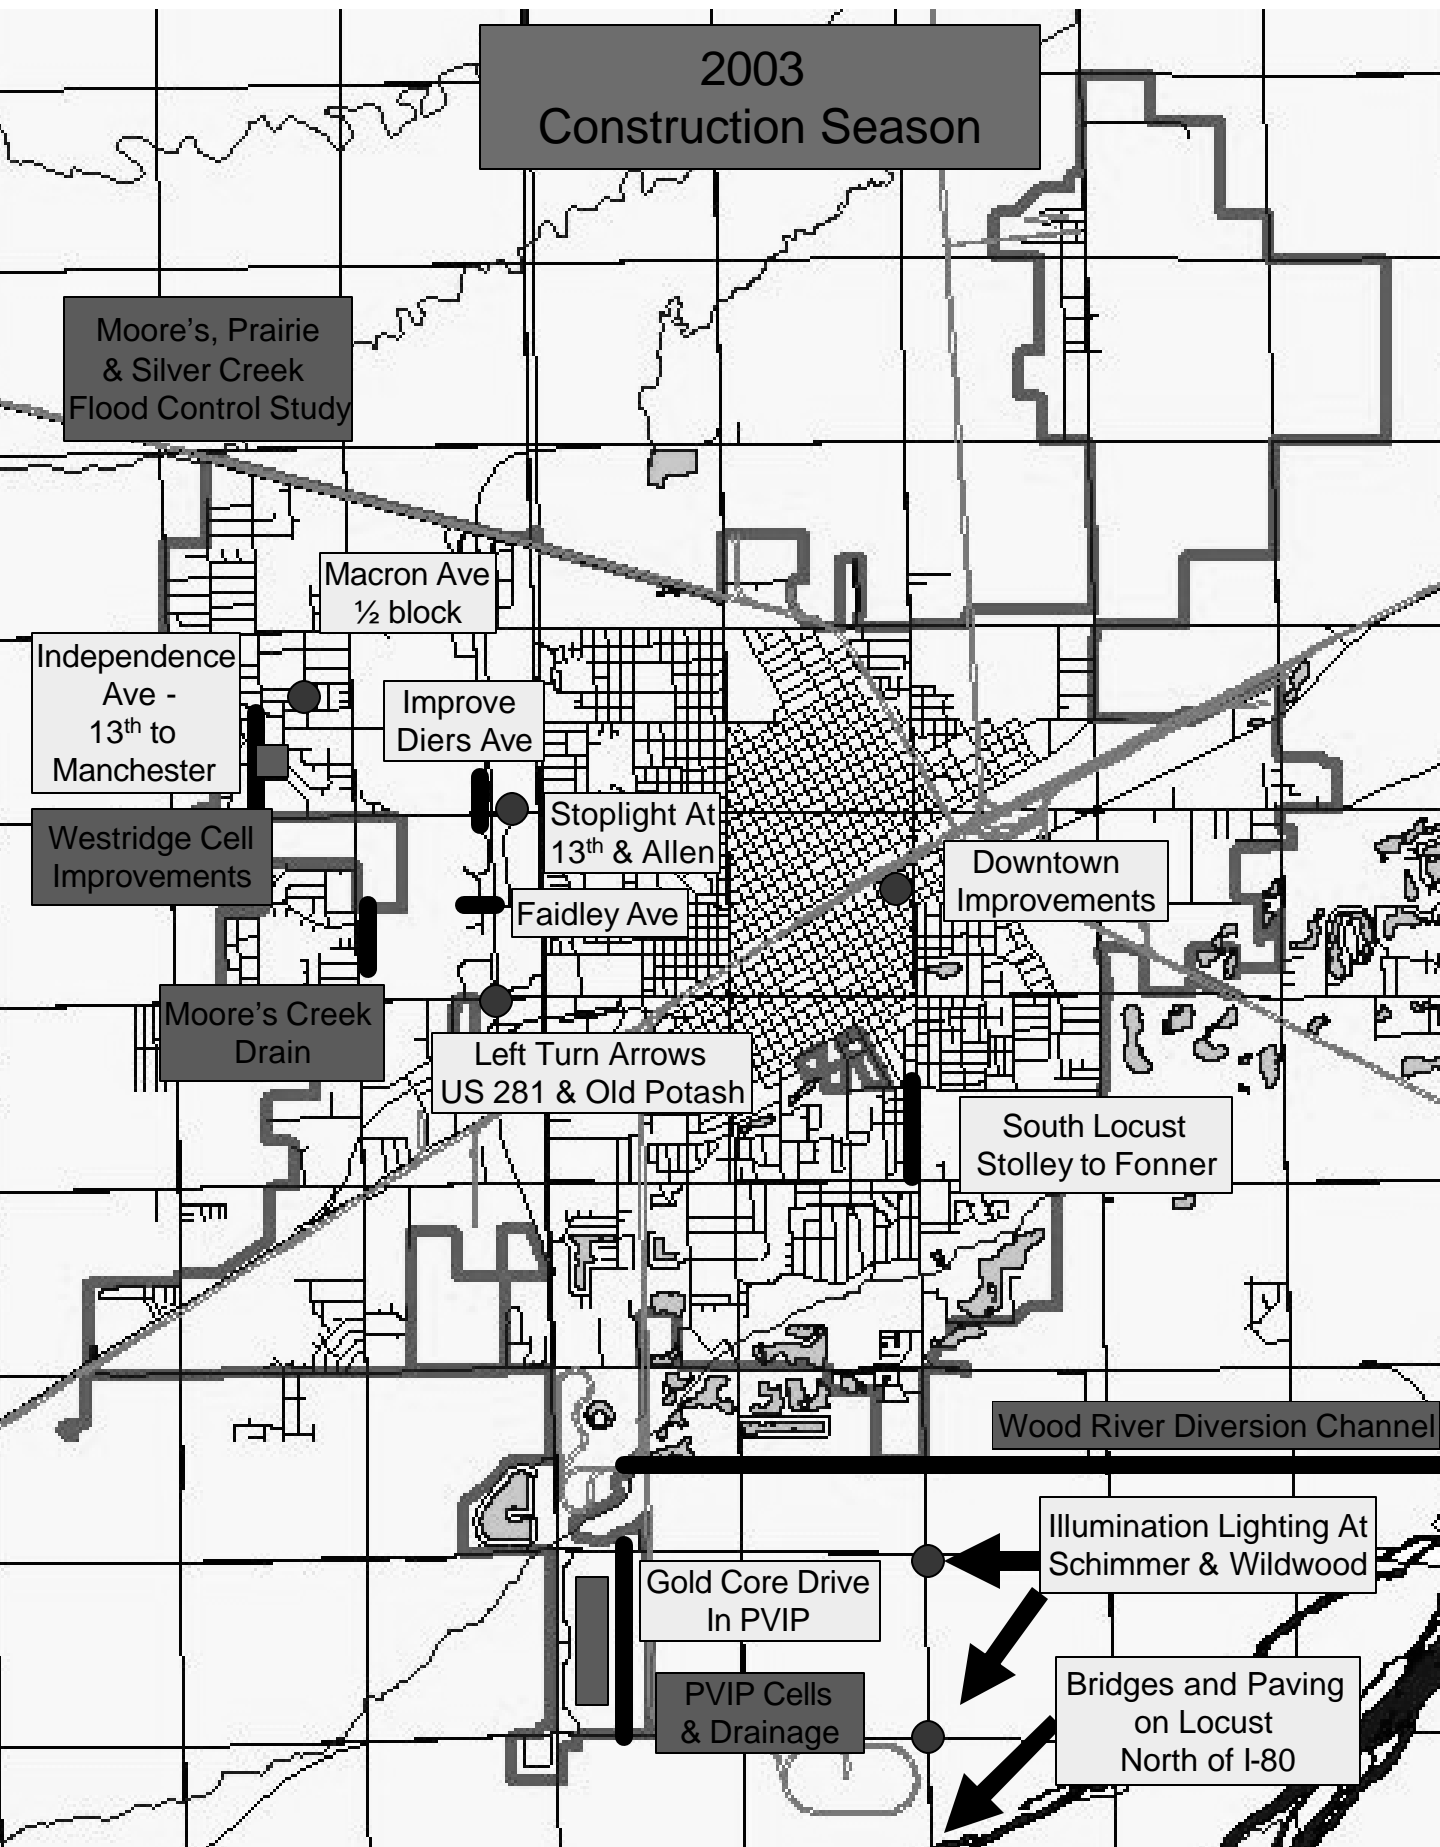 2003
Construction Season
Moore's, Prairie
& Silver Creek
Flood Control Study
Macron Ave
½ block
Independence
Ave -
13th to
Manchester
Improve
Diers Ave
Westridge Cell
Improvements
Stoplight At
13th & Allen
Downtown
Improvements
Faidley Ave
Moore's Creek
Drain
Left Turn Arrows
US 281 & Old Potash
South Locust
Stolley to Fonner
Wood River Diversion Channel
Illumination Lighting At
Schimmer & Wildwood
Gold Core Drive
In PVIP
Bridges and Paving
on Locust
North of I-80
PVIP Cells
& Drainage